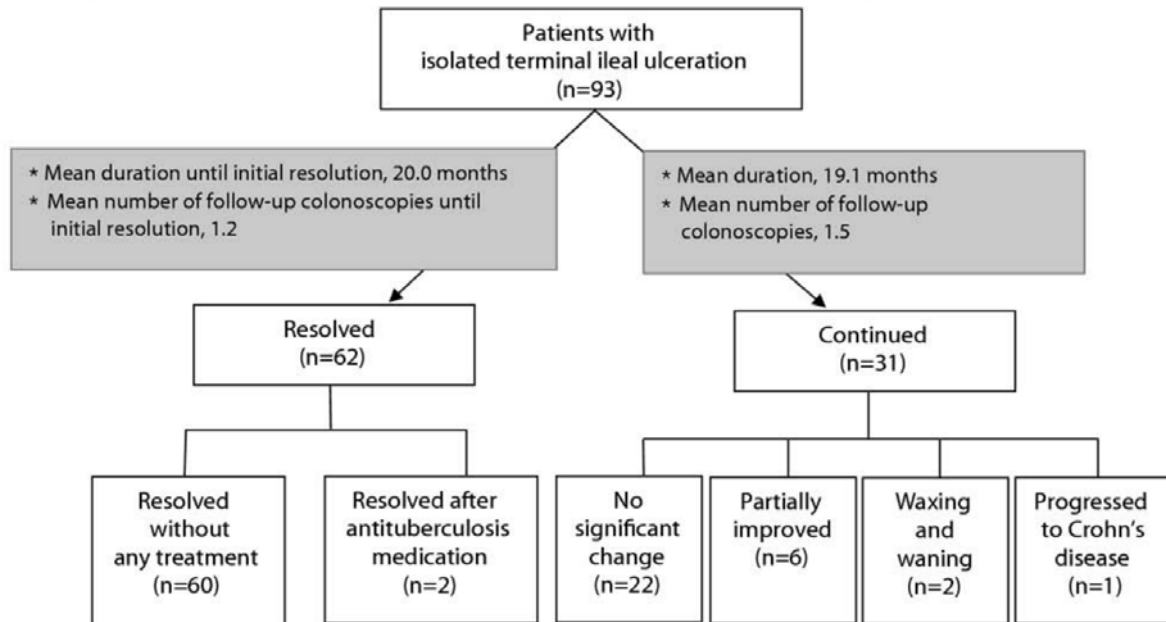 Patients with
isolated terminal ileal ulceration
(n=93)
* Mean duration until initial resolution, 20.0 months
* Mean number of follow-up colonoscopies until
initial resolution, 1.2
* Mean duration, 19.1 months
* Mean number of follow-up
colonoscopies, 1.5
Resolved
(n=62)
Continued
(n=31)
Resolved
without
any treatment
(n=60)
Resolved after
antituberculosis
medication
(n=2)
No
significant
change
(n=22)
Partially
improved
(n=6)
Waxing
and
waning
(n=2)
Progressed
to Crohn's
disease
(n=1)